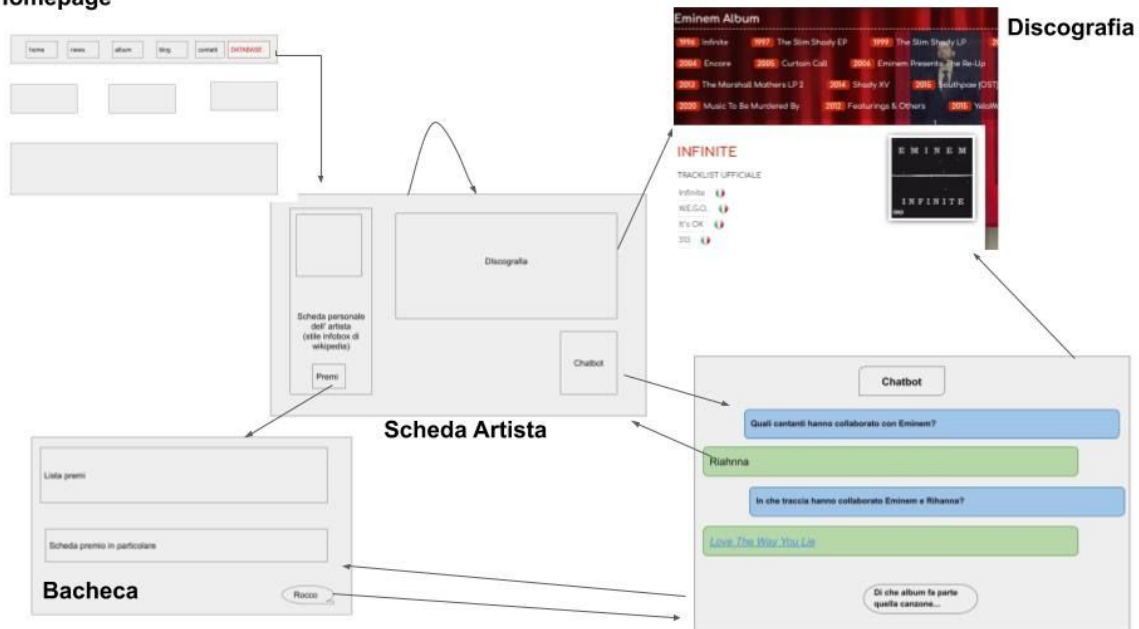 Homepage
home news album blog contatti DATABASE
Eminem Album
1996 Infinite 1997 The Slim Shady EP 1999 The Slim Shady LP
2004 Encore 2005 Curtain Call 2006 Eminem Presents The Re-Up
2013 The Marshall Mathers LP 2 2014 Shady XV 2015 Southpaw (OST)
2020 Music To Be Murdered By 2012 Featurings & Others 2015 YelaW
Discografia
INFINITE
TRACKLIST UFFICIALE
Infinite
W.E.G.O.
It's OK
313
EMINEM
INFINITE
Discografia
Scheda personale
dell' artista
(stile infobox di
wikipedia)
Premi
Chatbot
Scheda Artista
Chatbot
Quali cantanti hanno collaborato con Eminem?
Riahnna
In che traccia hanno collaborato Eminem e Rihanna?
Love The Way You Lie
Di che album fa parte
quella canzone...
Lista premi
Scheda premio in particolare
Bacheca
Rocco